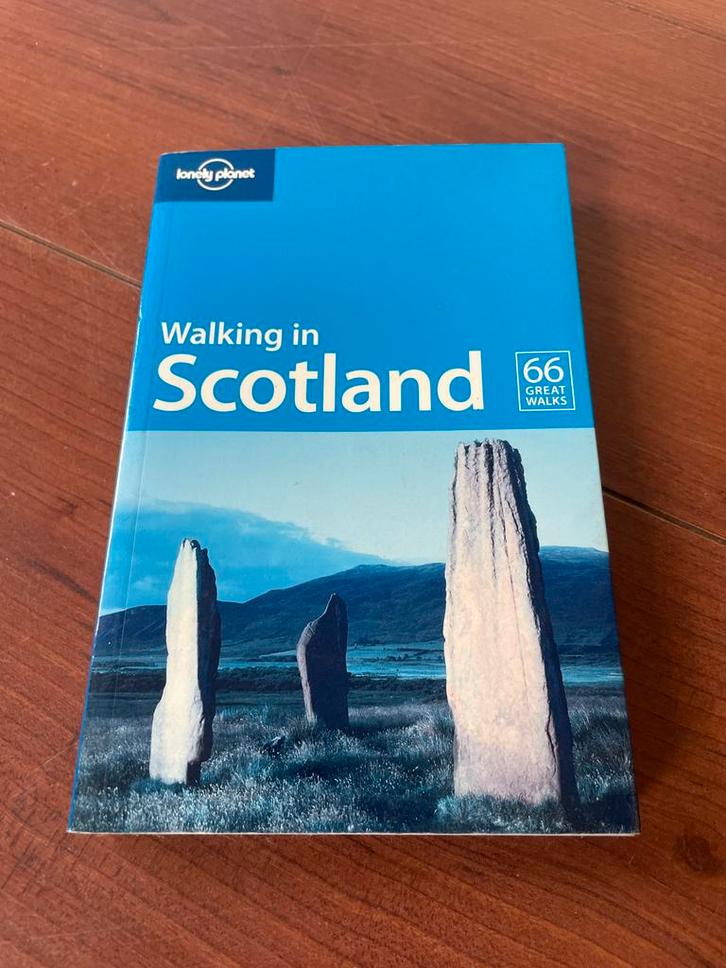 lonely planet
Walking in
Scotland
66
GREAT
WALKS